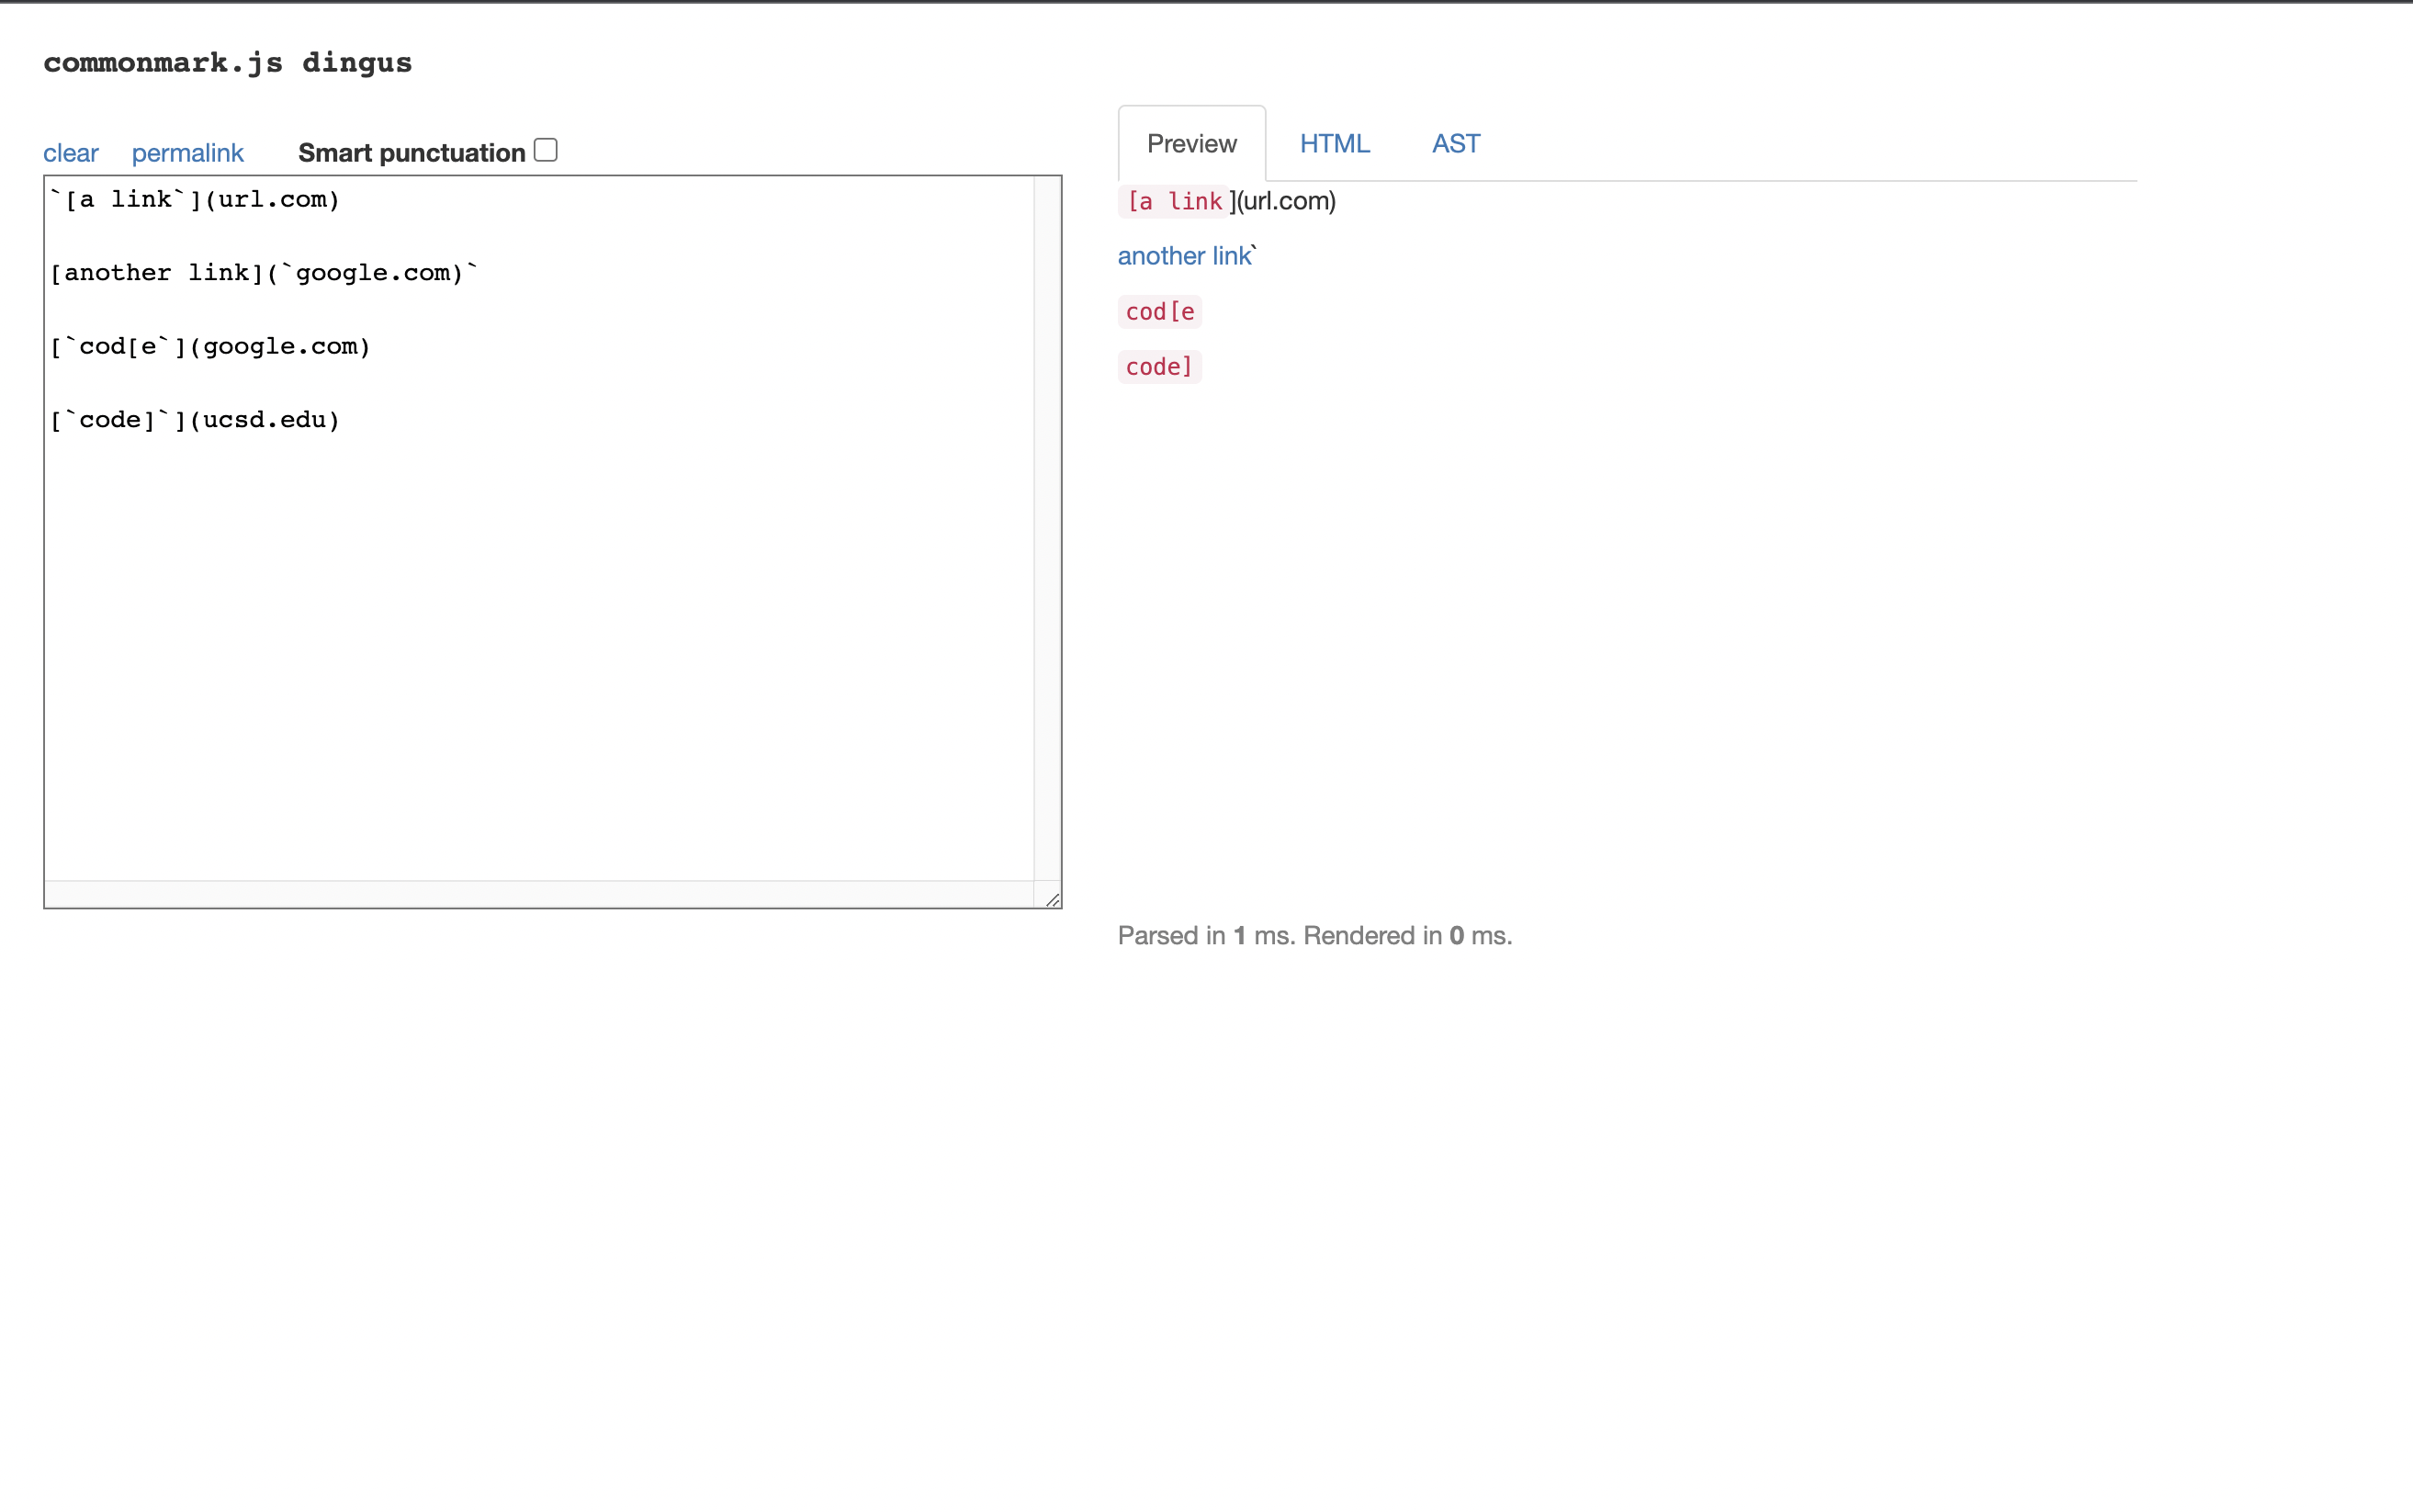 commonmark.js dingus
clear permalink Smart punctuation
`[a link`](url.com)
[another link](`google.com)`
[`cod[e`](google.com)
[`code]`](ucsd.edu)
Preview HTML AST
[a link](url.com)
another link`
cod[e
code]
Parsed in 1 ms. Rendered in 0 ms.